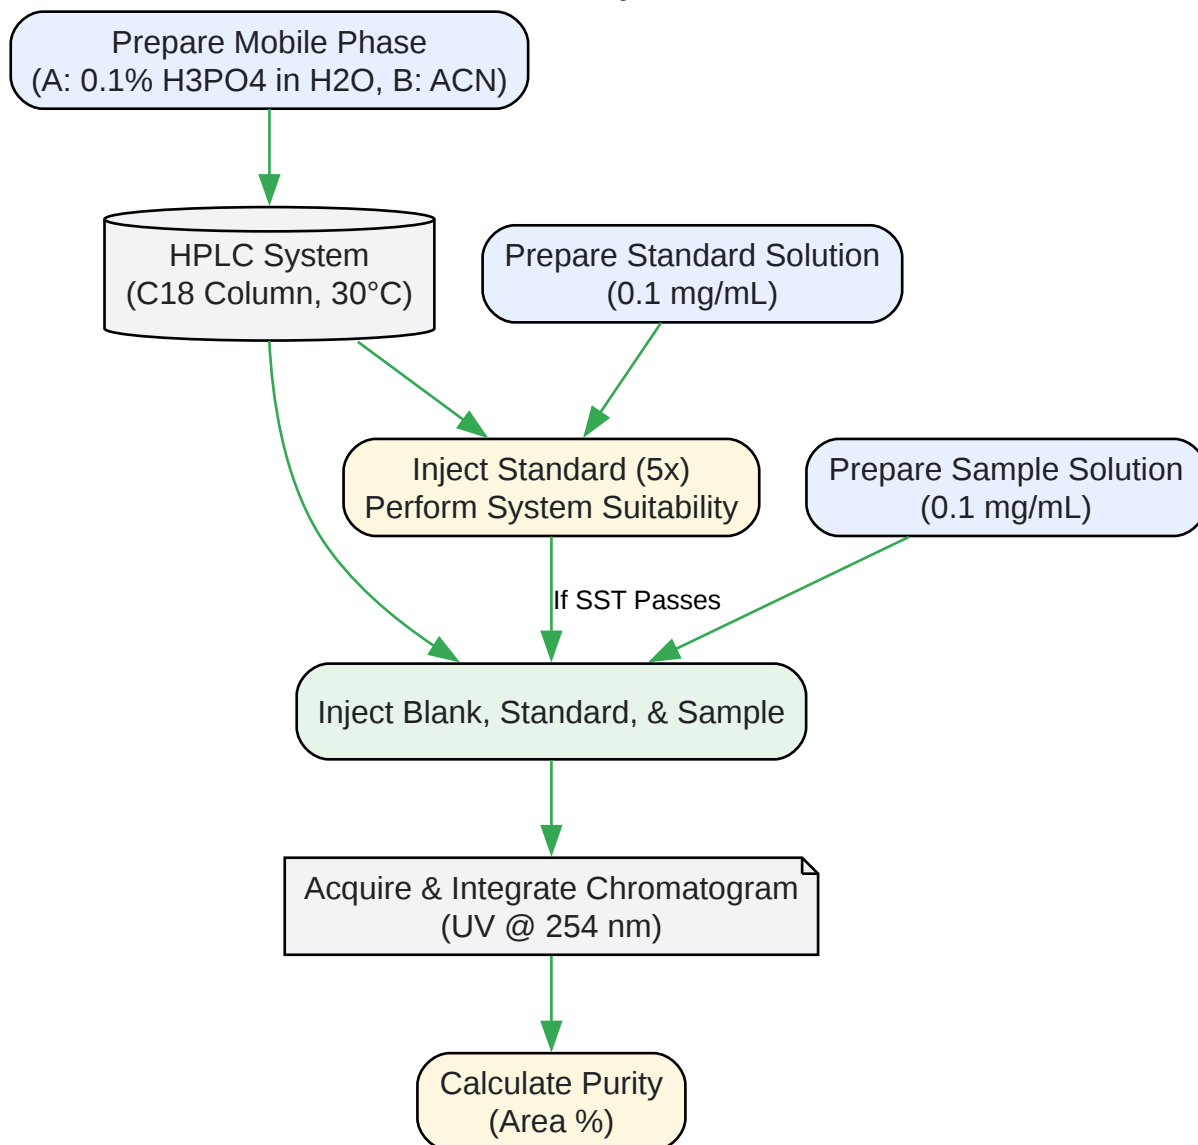 Prepare Mobile Phase
(A: 0.1% H3PO4 in H2O, B: ACN)
HPLC System
(C18 Column, 30°C)
Prepare Standard Solution
(0.1 mg/mL)
Inject Standard (5x)
Perform System Suitability
Prepare Sample Solution
(0.1 mg/mL)
If SST Passes
Inject Blank, Standard, & Sample
Acquire & Integrate Chromatogram
(UV @ 254 nm)
Calculate Purity
(Area %)